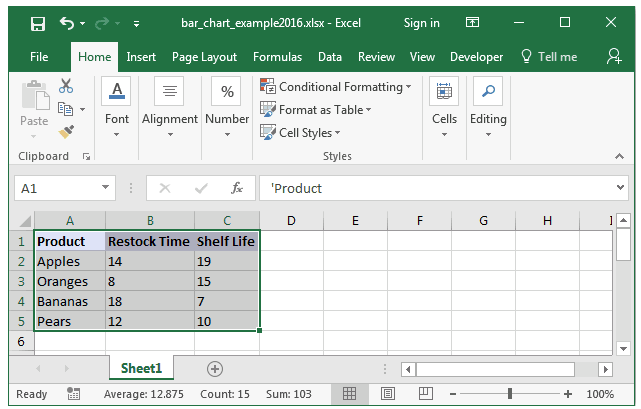 bar_chart_example2016.xlsx - Excel Sign in
File Home Insert Page Layout Formulas Data Review View Developer Tell me
Paste Font Alignment Number Conditional Formatting Format as Table Cell Styles Cells Editing
Clipboard Styles
A1 fx 'Product
A B C D E F G H I
1 Product Restock Time Shelf Life
2 Apples 14 19
3 Oranges 8 15
4 Bananas 18 7
5 Pears 12 10
6
Sheet1
Ready Average: 12.875 Count: 15 Sum: 103 100%